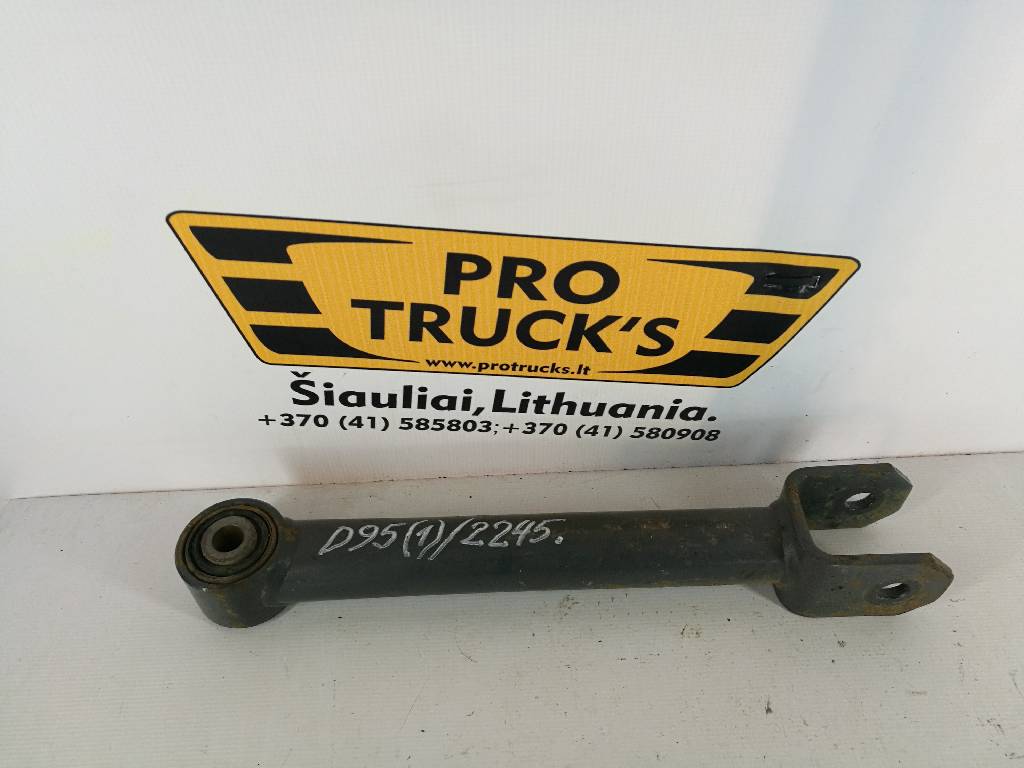 PRO
TRUCK'S
www.protrucks.lt
Šiauliai, Lithuania.
+370 (41) 585803; +370 (41) 580908
D95(1)/2245.